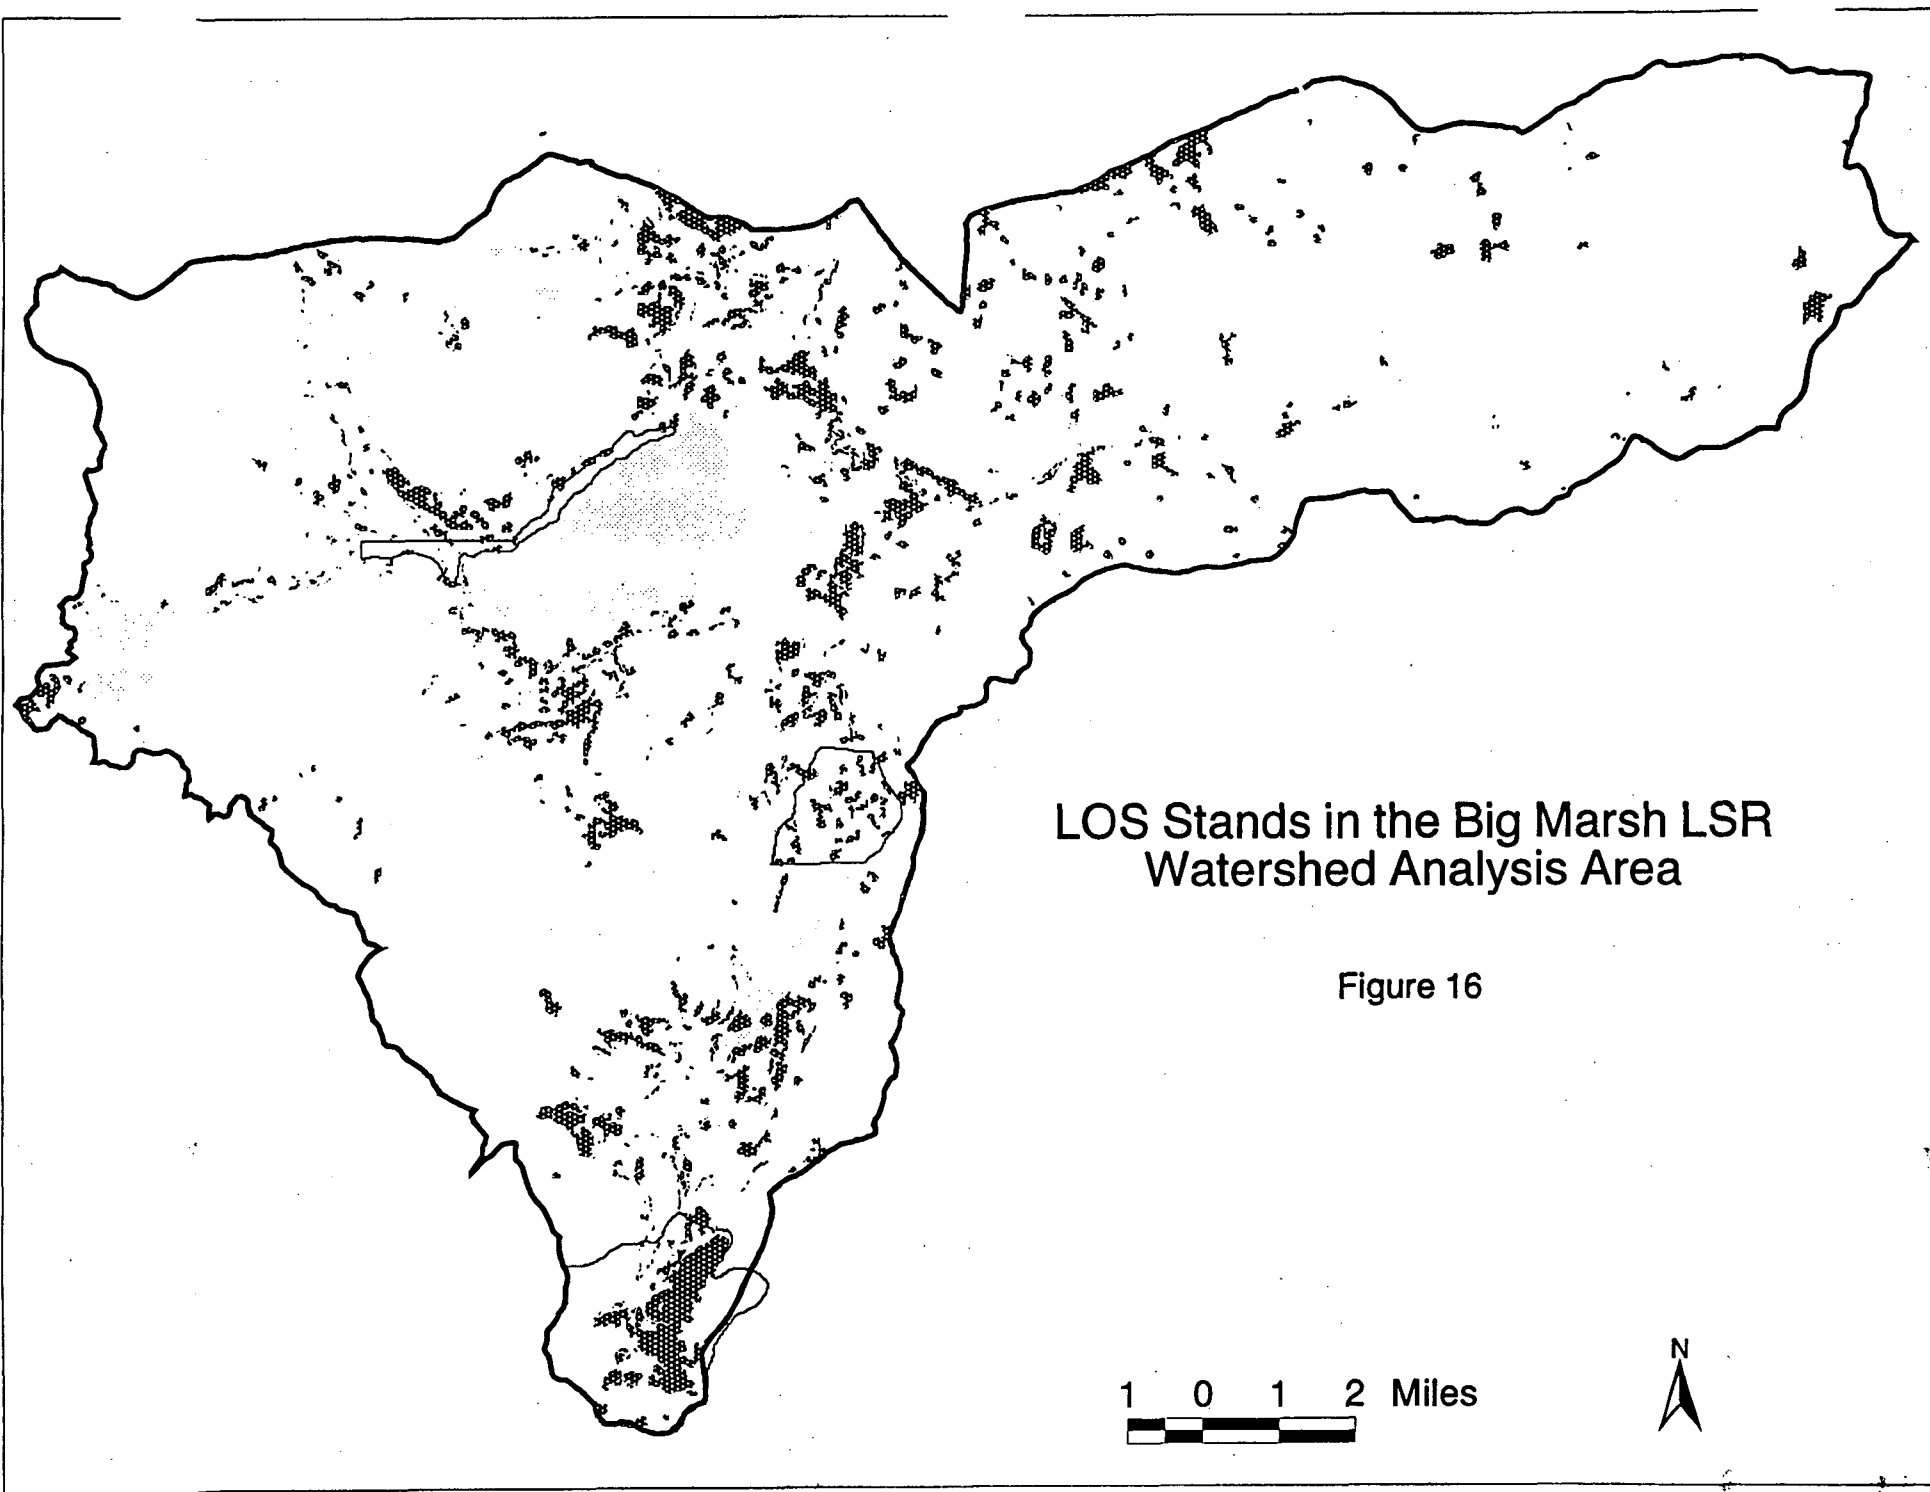 LOS Stands in the Big Marsh LSR
Watershed Analysis Area
Figure 16
1 0 1 2 Miles
N